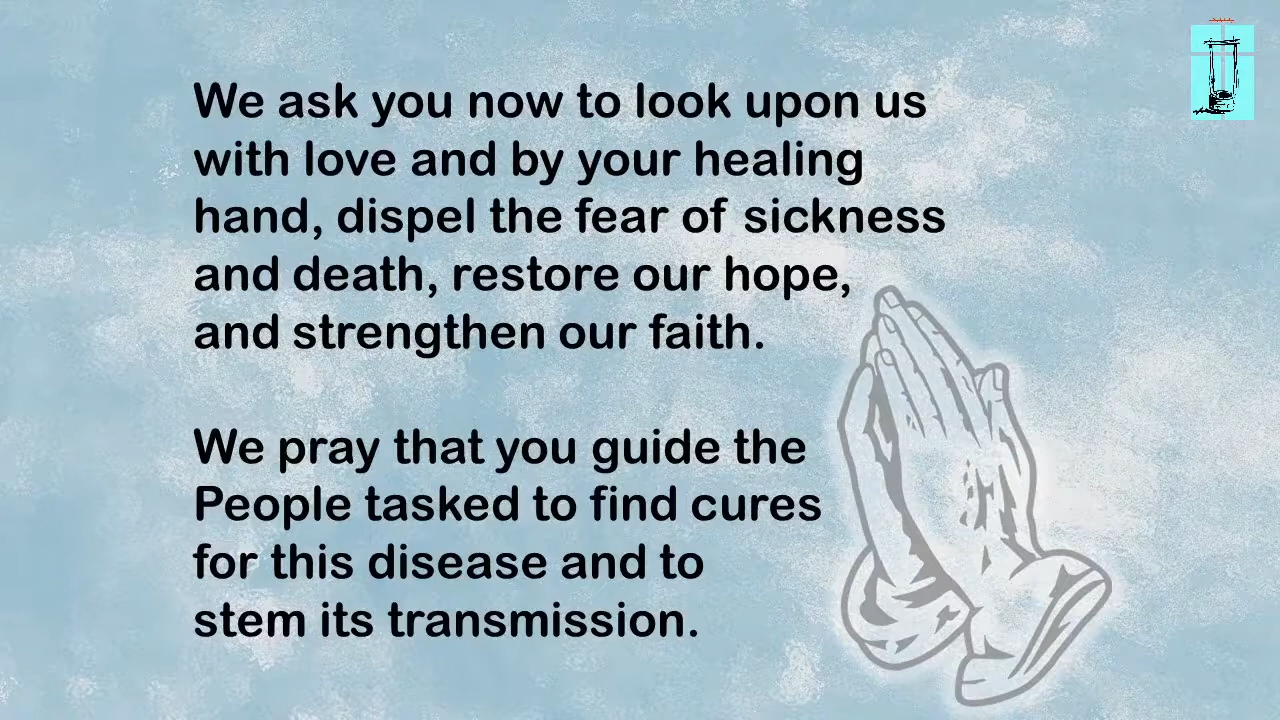 We ask you now to look upon us
with love and by your healing
hand, dispel the fear of sickness
and death, restore our hope,
and strengthen our faith.
We pray that you guide the
People tasked to find cures
for this disease and to
stem its transmission.